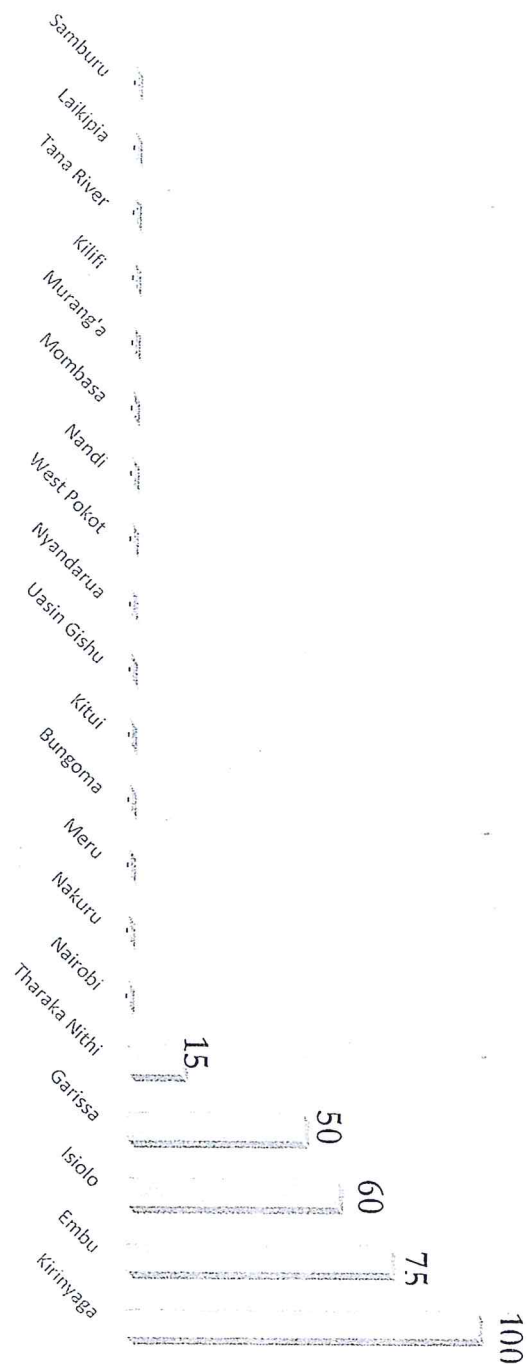 Samburu
Laikipia
Tana River
Kilifi
Murang'a
Mombasa
Nandi
West Pokot
Nyandarua
Uasin Gishu
Kitui
Bungoma
Meru
Nakuru
Nairobi
Tharaka Nithi
Garissa
Isiolo
Embu
Kirinyaga
15
50
60
75
100